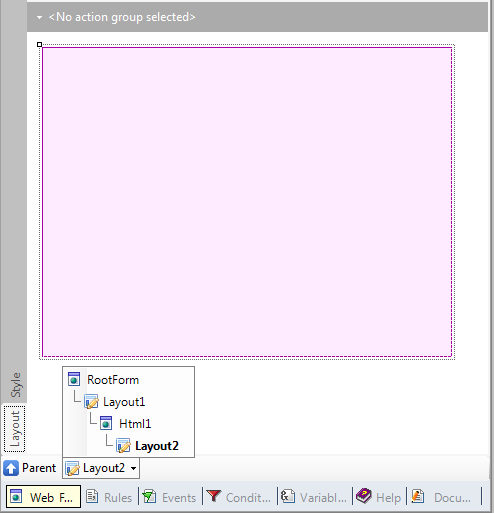 <No action group selected>
Style
Layout
RootForm
Layout1
Html1
Layout2
Parent
Layout2
Web F... Rules Events Condit... Variabl... Help Docu...